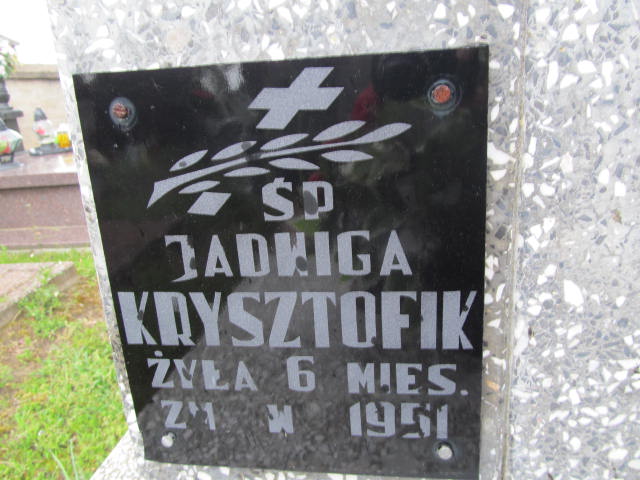 ŚP
JADWIGA
KRYSZTOFIK
ŻYŁA 6 MIES.
ZM W 1951